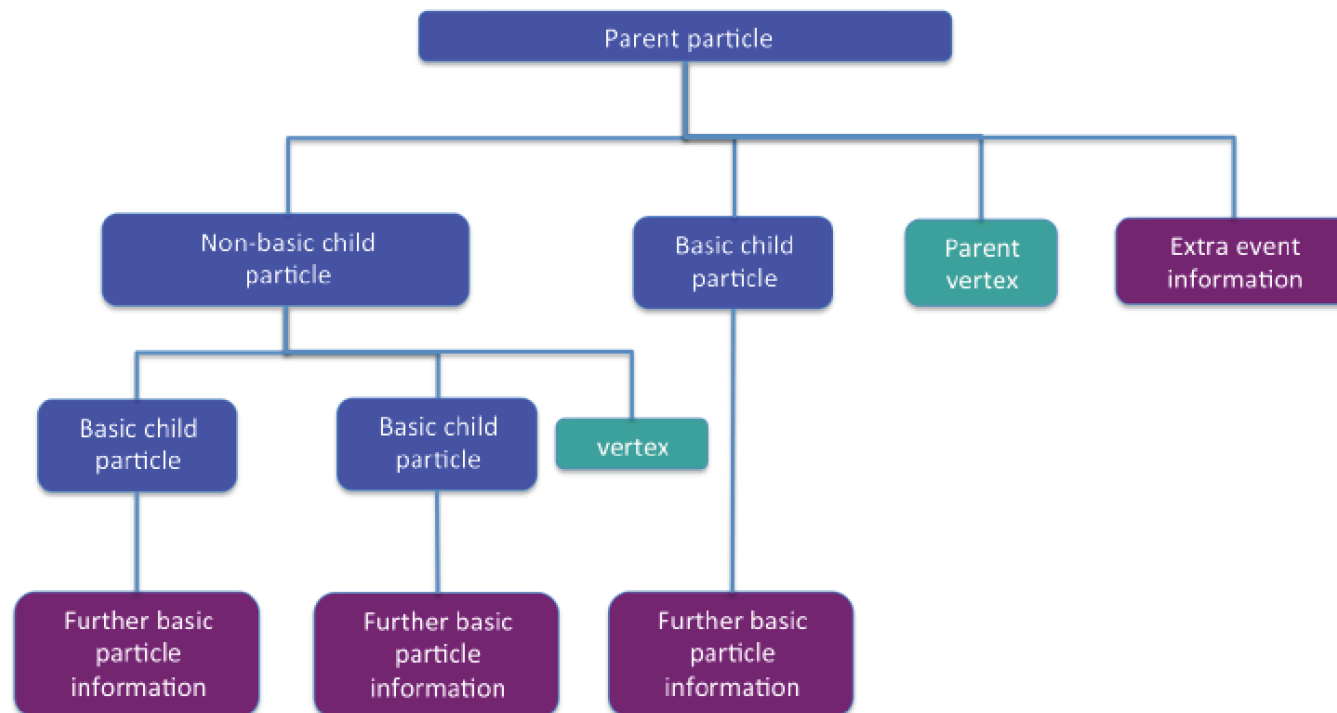 Parent particle
Non-basic child
particle
Basic child
particle
Parent
vertex
Extra event
information
Basic child
particle
Basic child
particle
vertex
Further basic
particle
information
Further basic
particle
information
Further basic
particle
information